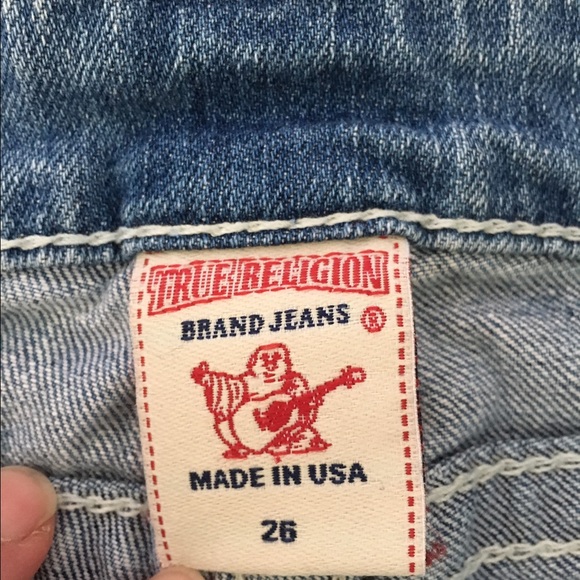 TRUE RELIGION
BRAND JEANS ®
MADE IN USA
26